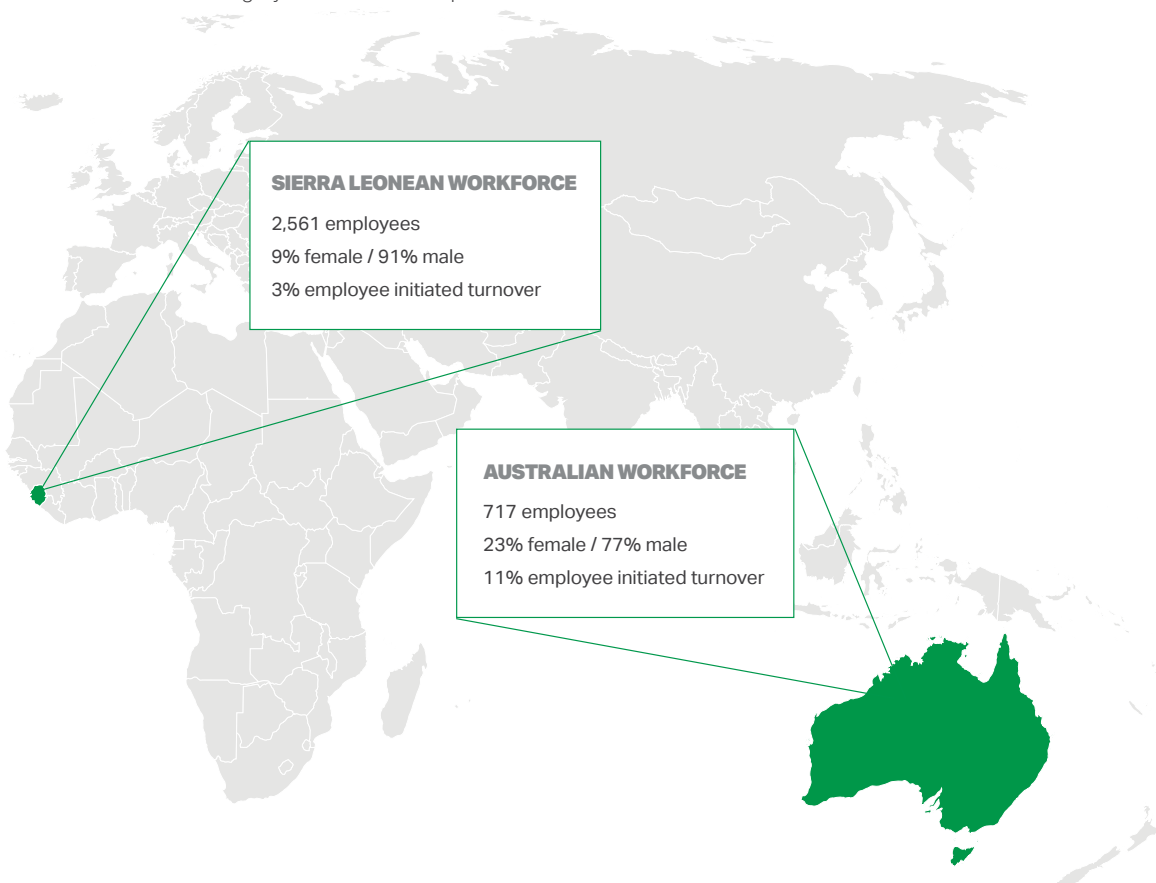 SIERRA LEONEAN WORKFORCE
2,561 employees
9% female / 91% male
3% employee initiated turnover
AUSTRALIAN WORKFORCE
717 employees
23% female / 77% male
11% employee initiated turnover